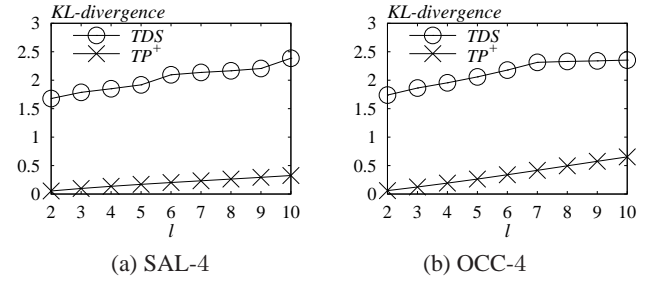 KL-divergence
3
2.5
2
1.5
1
0.5
0
TDS
TP+
2 3 4 5 6 7 8 9 10
l
(a) SAL-4
KL-divergence
3
2.5
2
1.5
1
0.5
0
TDS
TP+
2 3 4 5 6 7 8 9 10
l
(b) OCC-4